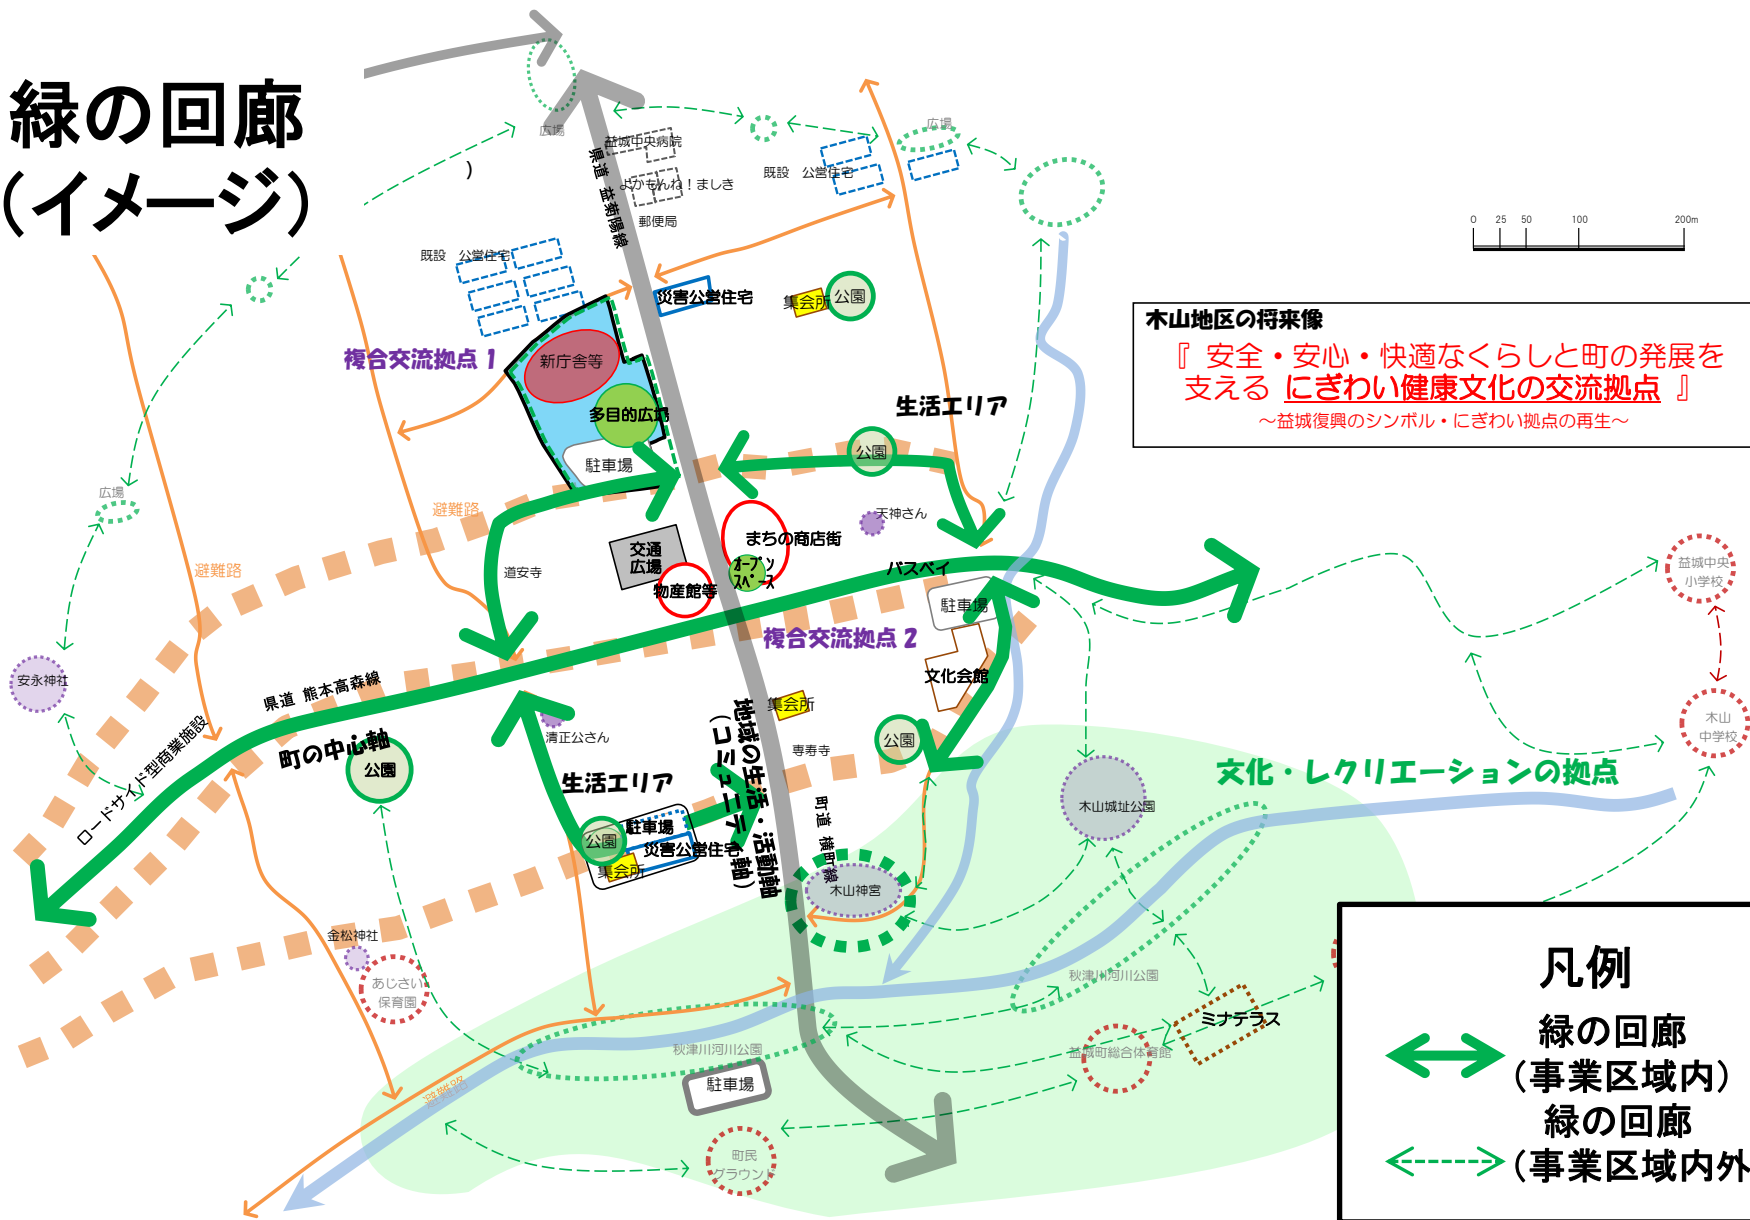 緑の回廊
（イメージ）
）
広場
益城中央病院
よかもんね！ましき
郵便局
県道 益菊陽線
既設 公営住宅
広場
既設 公営住宅
災害公営住宅
集会所
公園
0 25 50 100 200m
木山地区の将来像
『 安全・安心・快適なくらしと町の発展を
支える にぎわい健康文化の交流拠点 』
～益城復興のシンボル・にぎわい拠点の再生～
複合交流拠点 1
新庁舎等
多目的広場
駐車場
生活エリア
公園
広場
避難路
避難路
天神さん
交通
広場
まちの商店街
オープン
スペース
物産館等
道安寺
バスベイ
駐車場
益城中央
小学校
複合交流拠点 2
文化会館
安永神社
県道 熊本高森線
ロードサイド型商業施設
町の中心軸
公園
清正公さん
集会所
専寿寺
公園
木山
中学校
地域の生活・活動軸
（コミュニティ軸）
生活エリア
文化・レクリエーションの拠点
町道 横町線
木山城址公園
駐車場
公園
災害公営住宅
集会所
木山神宮
金松神社
あじさい
保育園
秋津川河川公園
ミナテラス
秋津川河川公園
益城町総合体育館
駐車場
避難路
町民
グラウンド
凡例
緑の回廊
（事業区域内）
緑の回廊
（事業区域内外